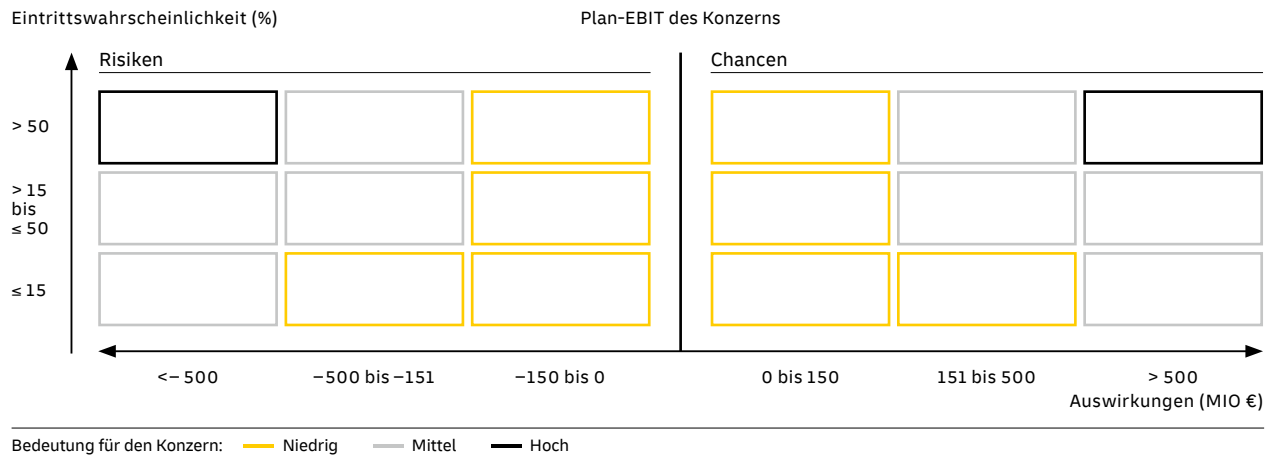 Eintrittswahrscheinlichkeit (%)
Plan-EBIT des Konzerns
Risiken
Chancen
> 50
> 15
bis
≤ 50
≤ 15
<– 500
–500 bis –151
–150 bis 0
0 bis 150
151 bis 500
> 500
Auswirkungen (MIO €)
Bedeutung für den Konzern: Niedrig Mittel Hoch